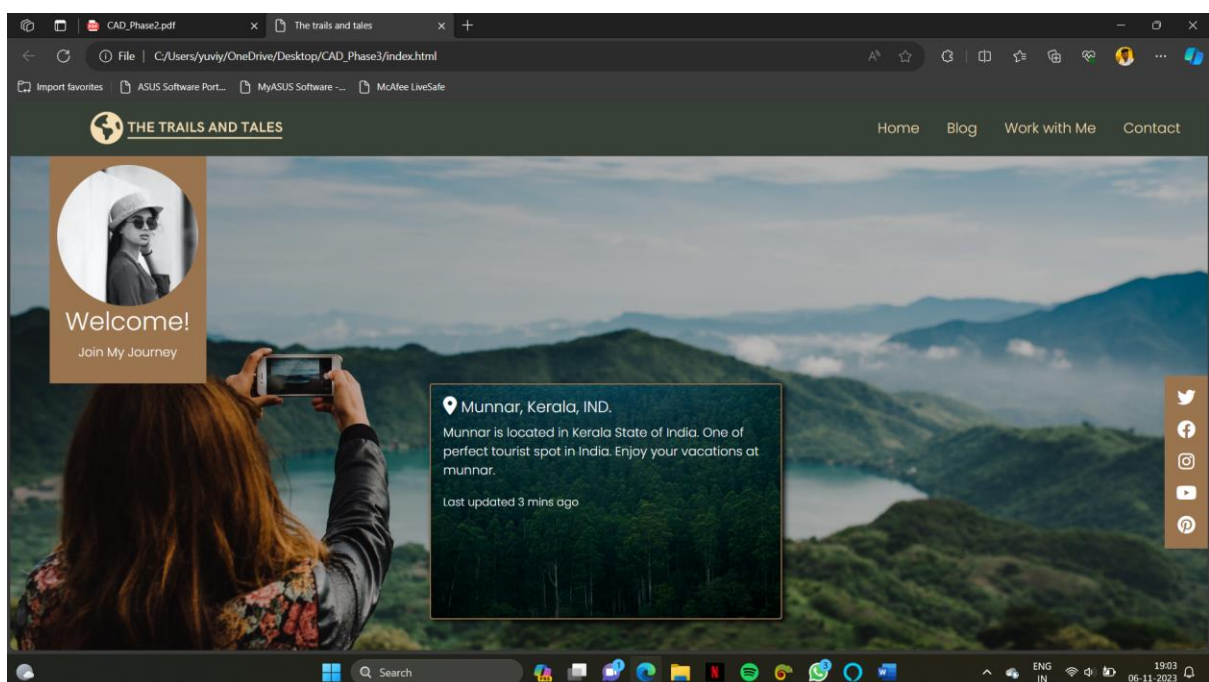 CAD_Phase2.pdf
The trails and tales
File | C:/Users/yuviy/OneDrive/Desktop/CAD_Phase3/index.html
Import favorites
ASUS Software Port...
MyASUS Software -...
McAfee LiveSafe
THE TRAILS AND TALES
Home
Blog
Work with Me
Contact
Welcome!
Join My Journey
Munnar, Kerala, IND.
Munnar is located in Kerala State of India. One of
perfect tourist spot in India. Enjoy your vacations at
munnar.
Last updated 3 mins ago
Search
ENG
IN
19:03
06-11-2023